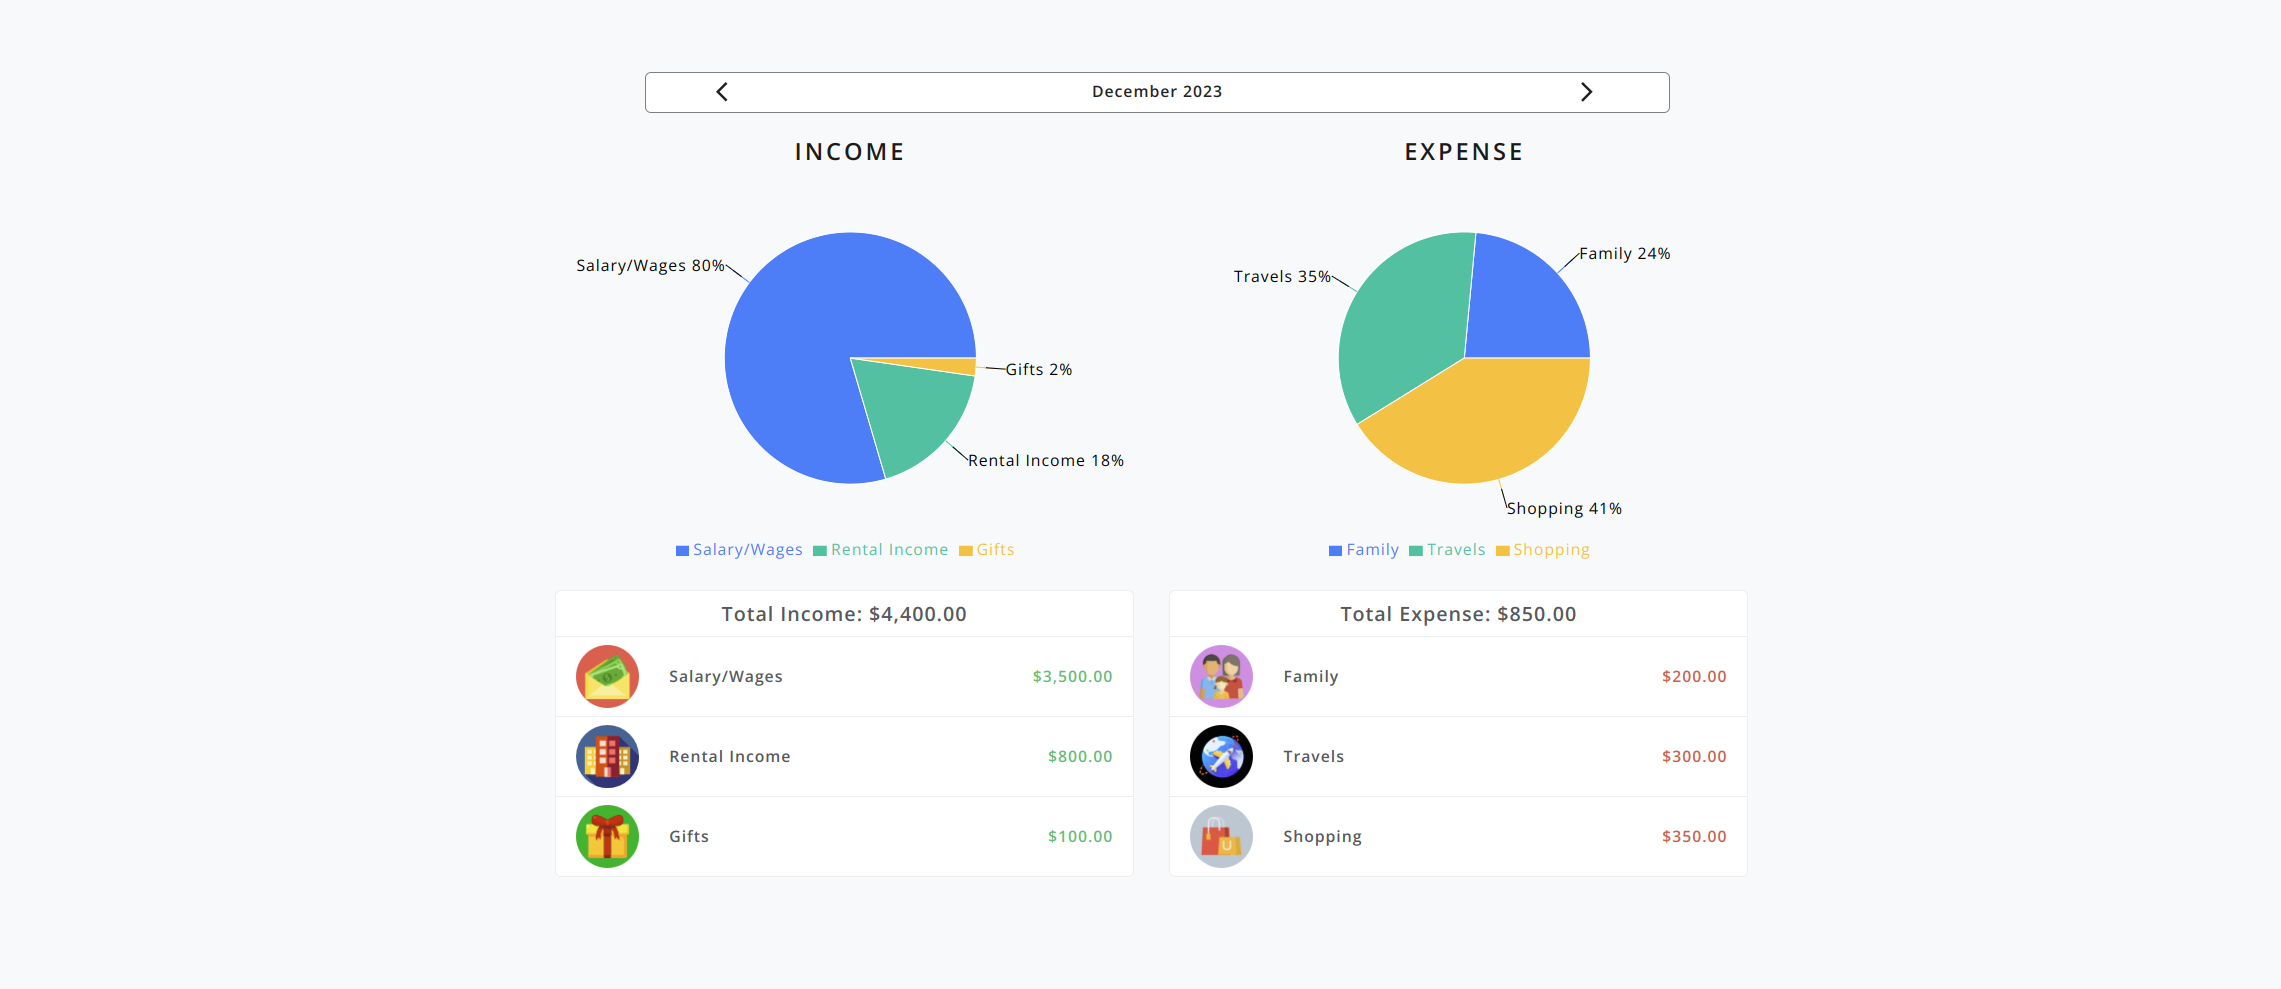 December 2023
INCOME
Salary/Wages 80%
Gifts 2%
Rental Income 18%
Salary/Wages Rental Income Gifts
Total Income: $4,400.00
Salary/Wages $3,500.00
Rental Income $800.00
Gifts $100.00
EXPENSE
Family 24%
Travels 35%
Shopping 41%
Family Travels Shopping
Total Expense: $850.00
Family $200.00
Travels $300.00
Shopping $350.00